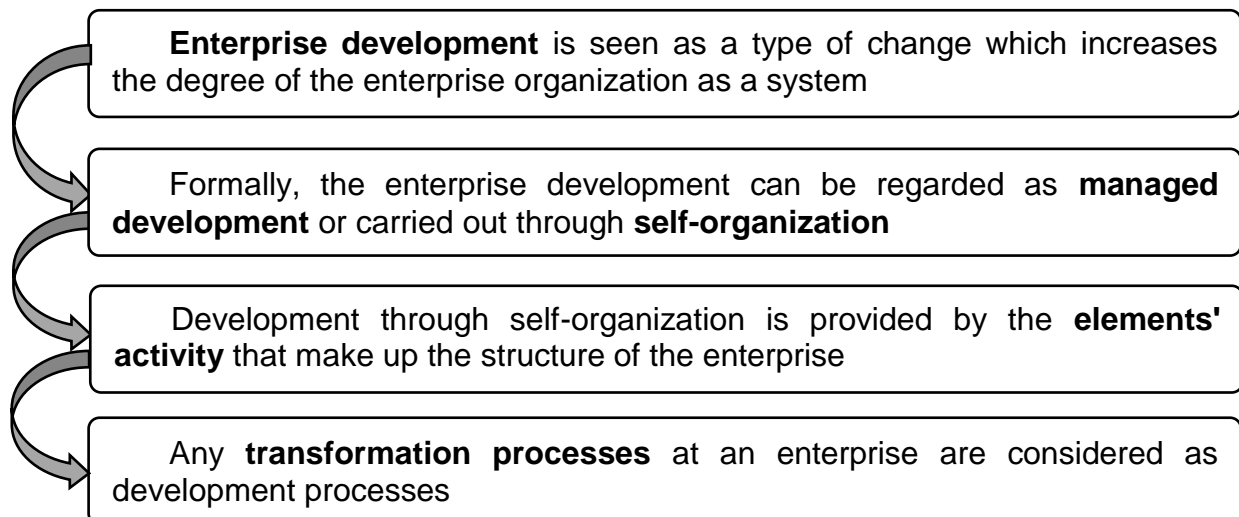 Enterprise development is seen as a type of change which increases
the degree of the enterprise organization as a system
Formally, the enterprise development can be regarded as managed
development or carried out through self-organization
Development through self-organization is provided by the elements'
activity that make up the structure of the enterprise
Any transformation processes at an enterprise are considered as
development processes